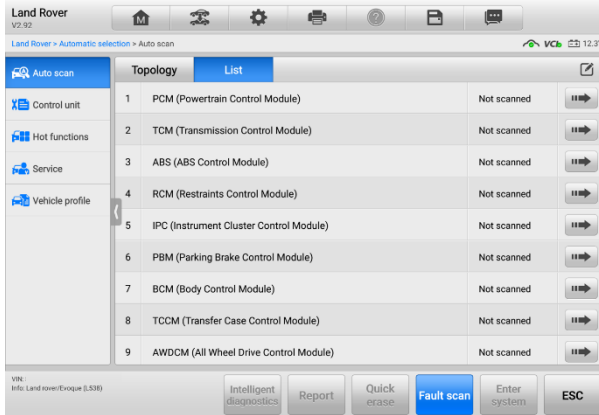 Land Rover
V2.92
M
?
Land Rover > Automatic selection > Auto scan
VCI
12.3
Auto scan
Control unit
Hot functions
Service
Vehicle profile
Topology
List
1 PCM (Powertrain Control Module) Not scanned
2 TCM (Transmission Control Module) Not scanned
3 ABS (ABS Control Module) Not scanned
4 RCM (Restraints Control Module) Not scanned
5 IPC (Instrument Cluster Control Module) Not scanned
6 PBM (Parking Brake Control Module) Not scanned
7 BCM (Body Control Module) Not scanned
8 TCCM (Transfer Case Control Module) Not scanned
9 AWDCM (All Wheel Drive Control Module) Not scanned
VIN:
Info: Land rover/Evoque (L538)
Intelligent diagnostics
Report
Quick erase
Fault scan
Enter system
ESC